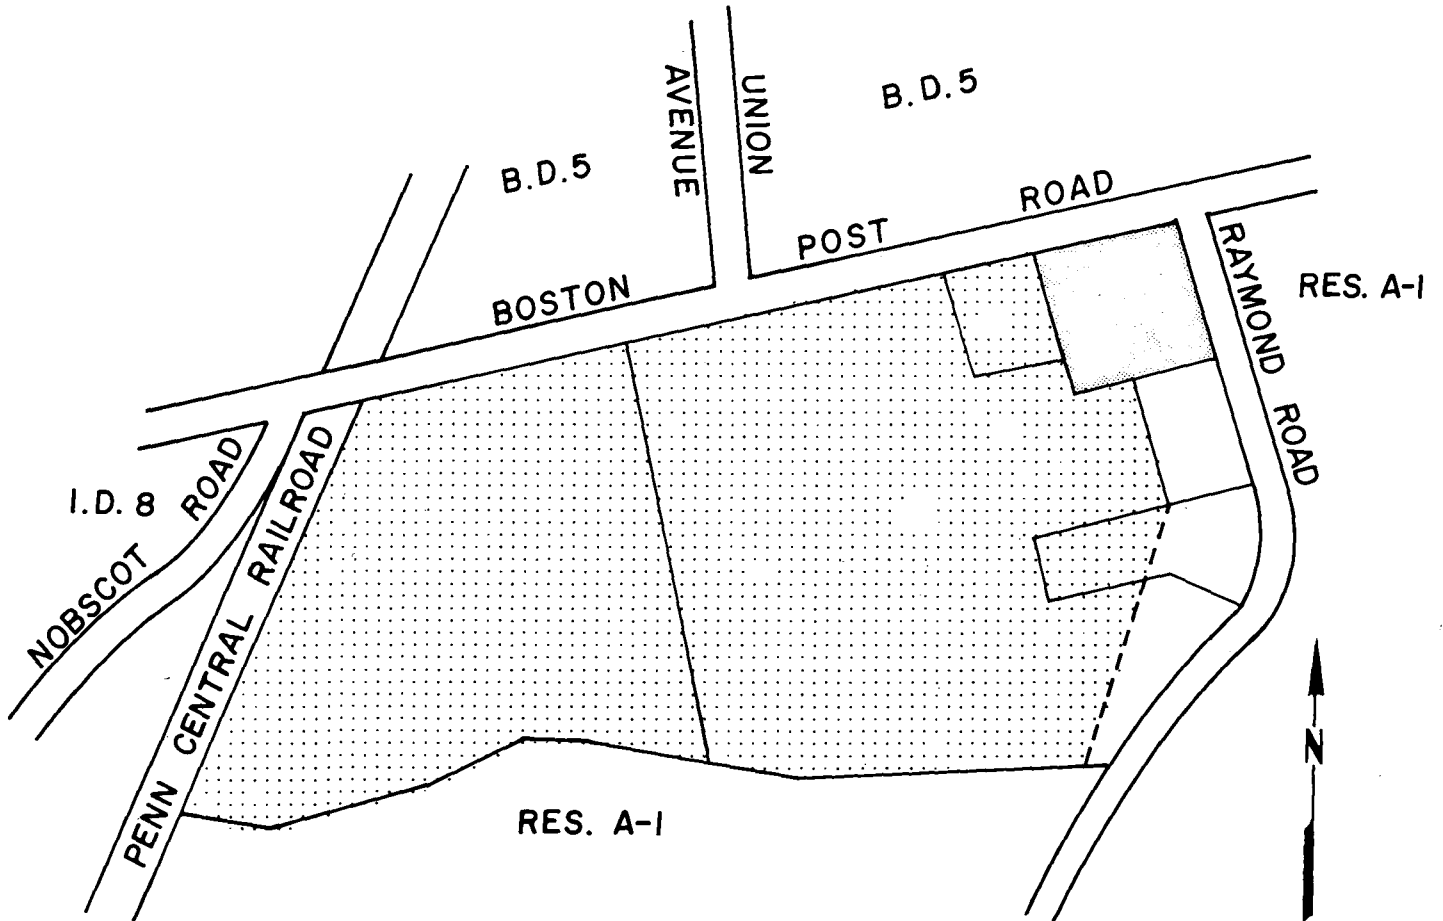 B.D.5
AVENUE
UNION
B.D.5
BOSTON POST ROAD
RAYMOND ROAD
RES. A-1
I.D. 8
NOBSCOT ROAD
PENN CENTRAL RAILROAD
RES. A-1
N